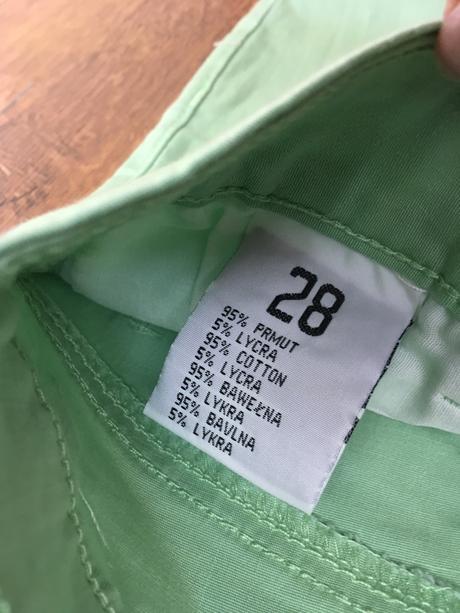 28
95% PRMUT
5% LYCRA
95% COTTON
5% LYCRA
95% BAWEŁNA
5% LYKRA
95% BAVLNA
5% LYKRA